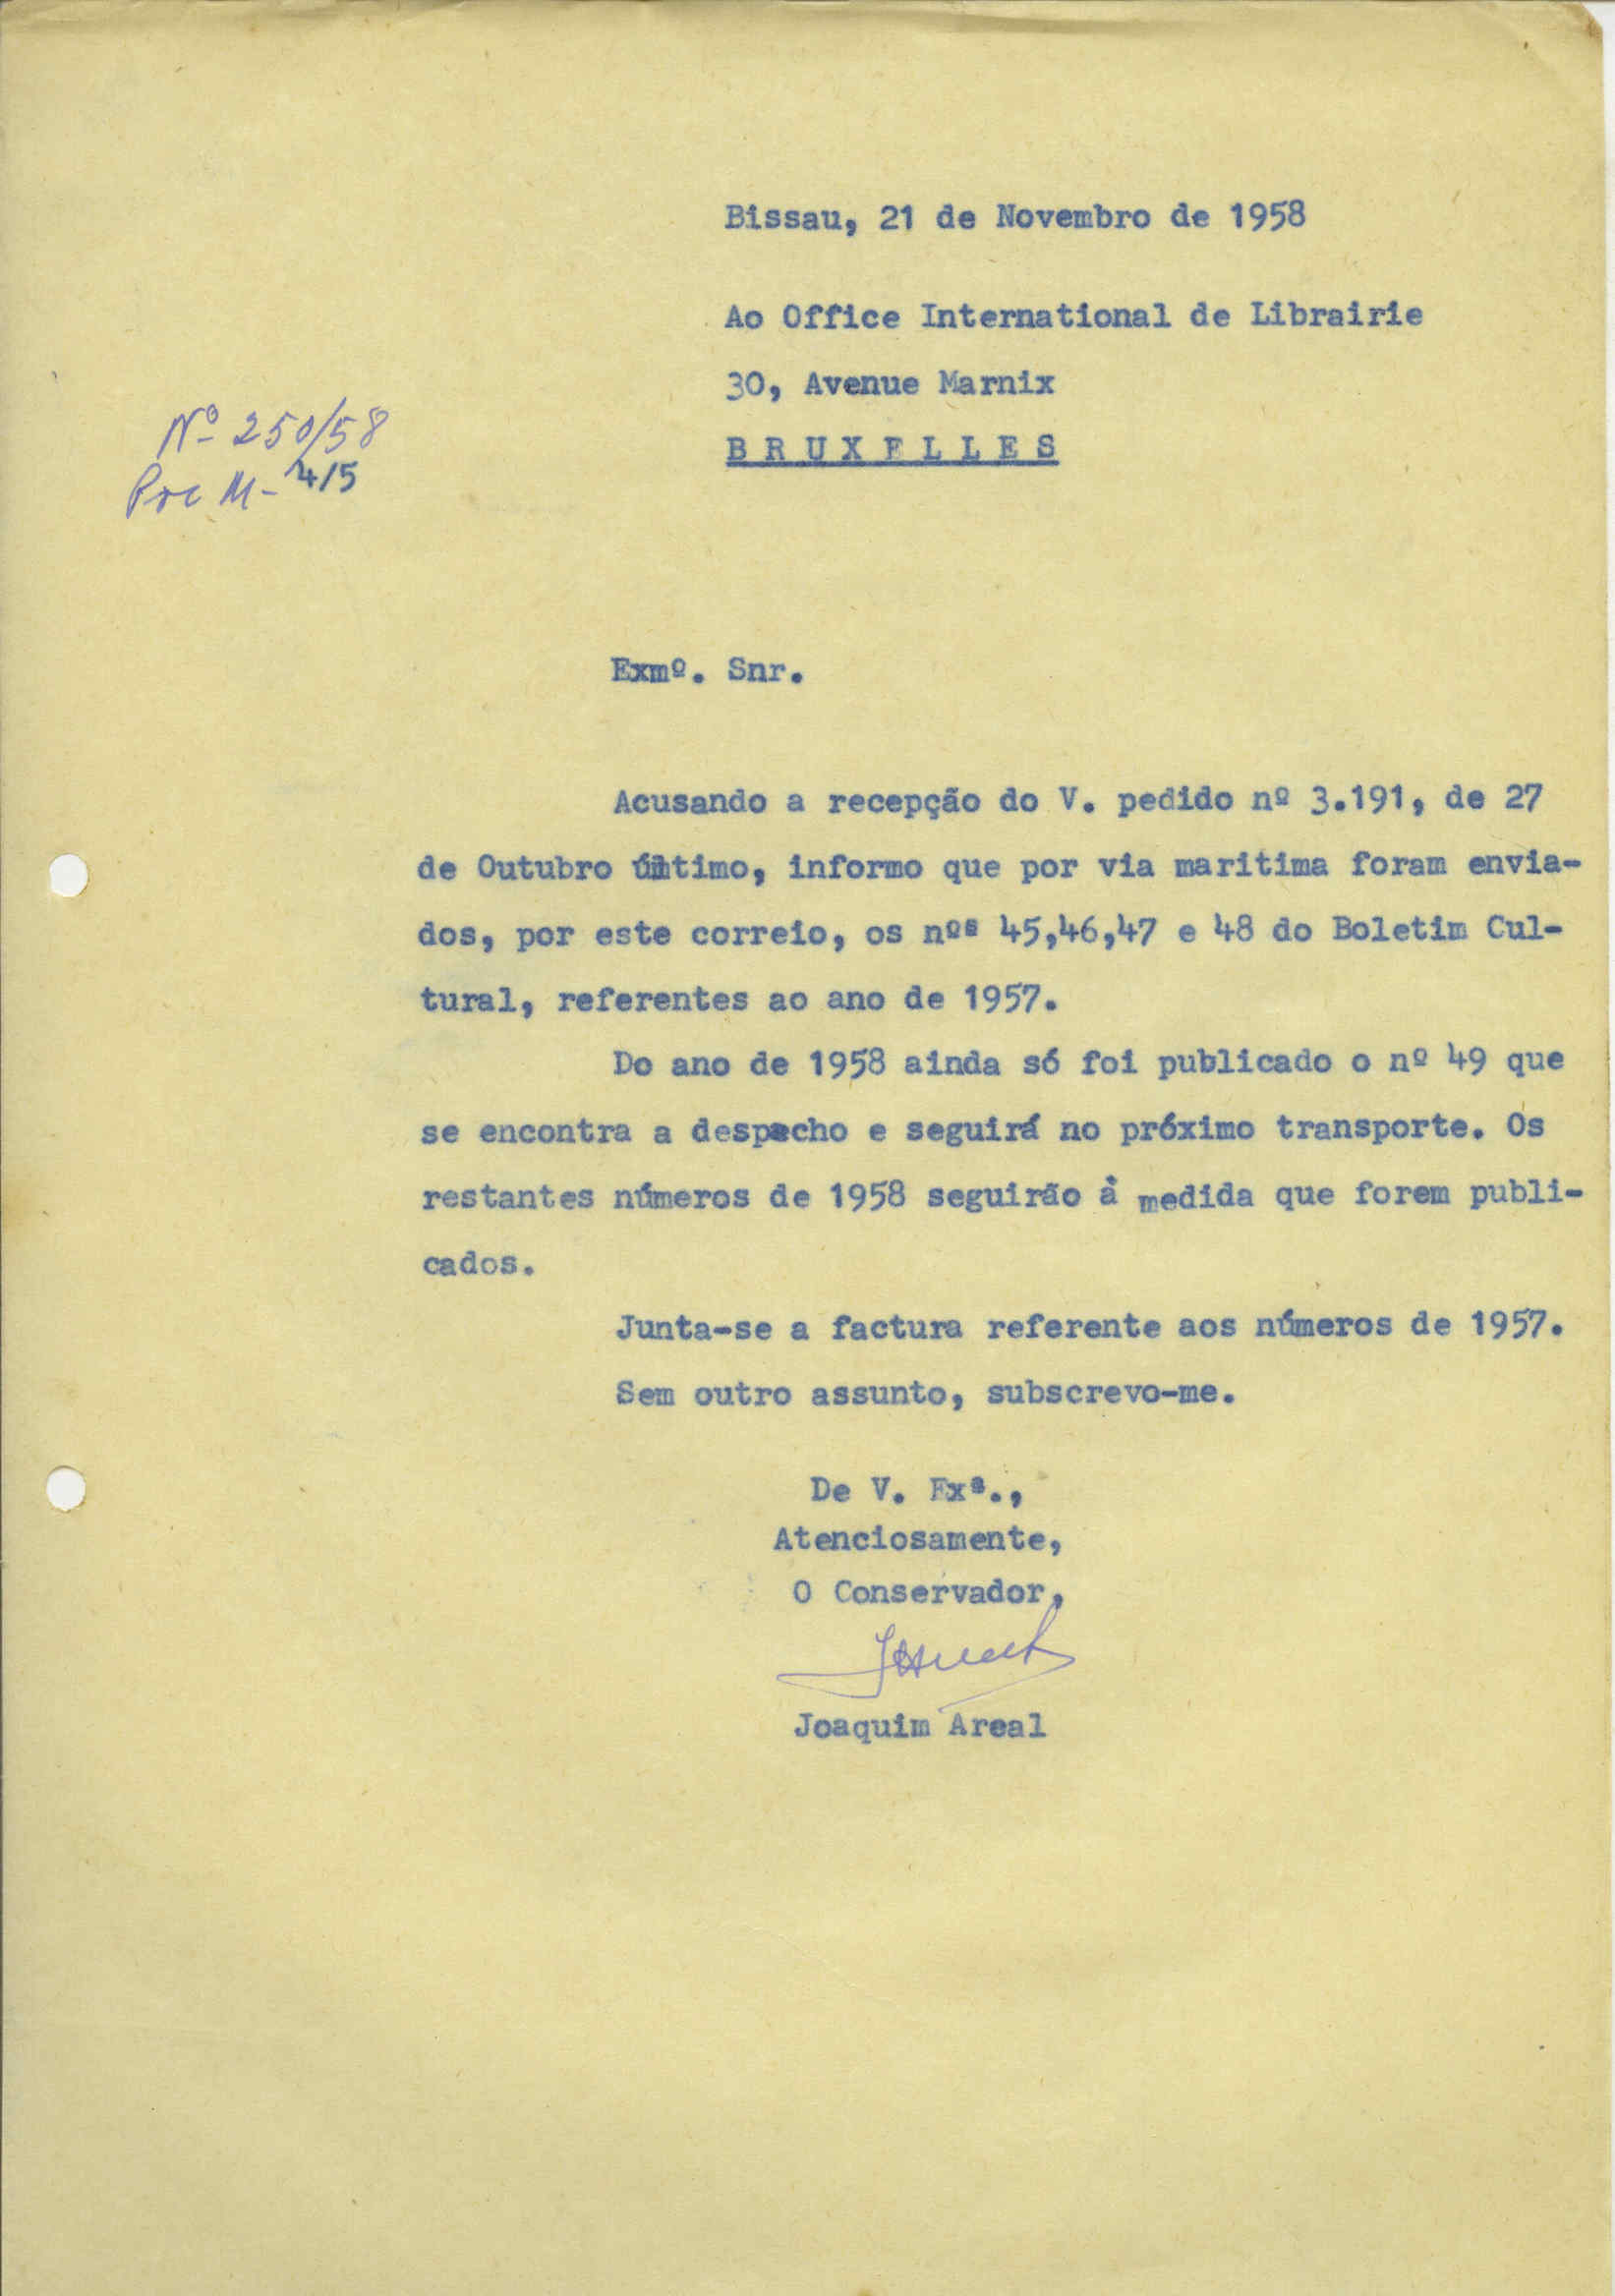 Bissau, 21 de Novembro de 1958
Ao Office International de Librairie
30, Avenue Marnix
BRUXELLES
Nº 250/58
Prc M-4/5
Exmº. Snr.
Acusando a recepção do V. pedido nº 3.191, de 27
de Outubro último, informo que por via maritima foram envia-
dos, por este correio, os nºs 45,46,47 e 48 do Boletim Cul-
tural, referentes ao ano de 1957.
Do ano de 1958 ainda só foi publicado o nº 49 que
se encontra a despacho e seguirá no próximo transporte. Os
restantes números de 1958 seguirão à medida que forem publi-
cados.
Junta-se a factura referente aos números de 1957.
Sem outro assunto, subscrevo-me.
De V. Exª.,
Atenciosamente,
O Conservador,
Joaquim Areal